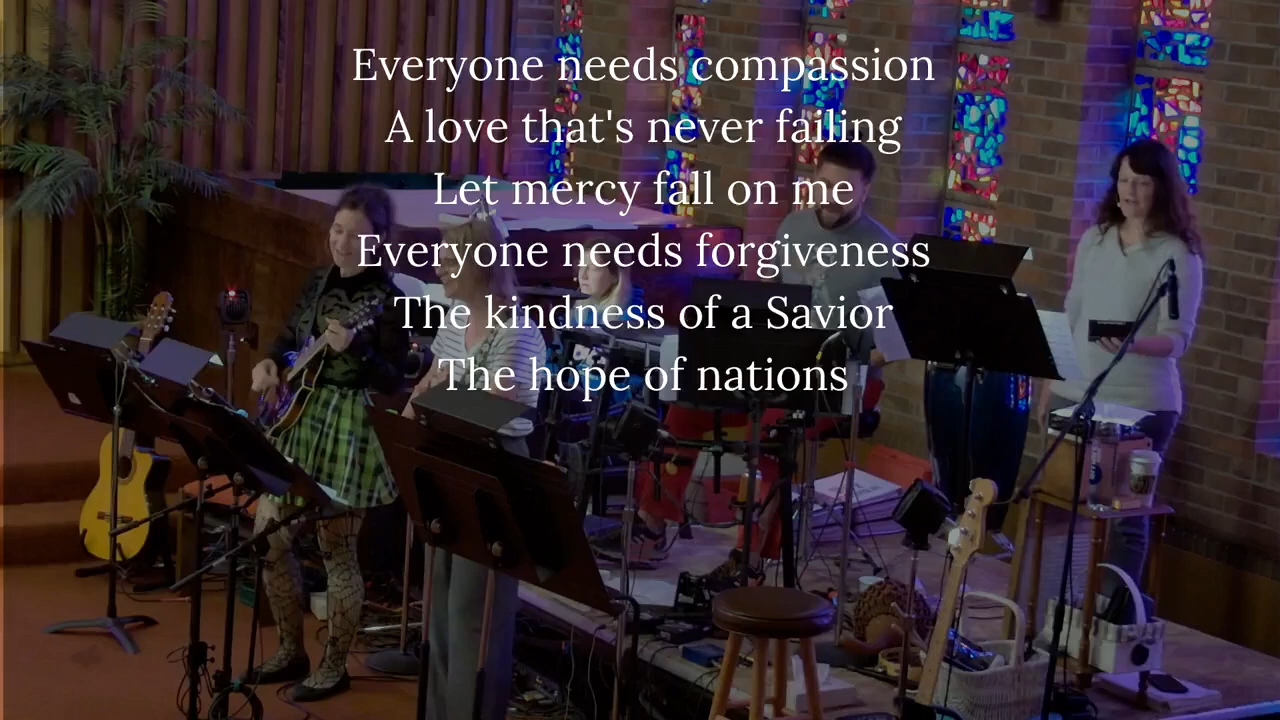 Everyone needs compassion
A love that's never failing
Let mercy fall on me
Everyone needs forgiveness
The kindness of a Savior
The hope of nations